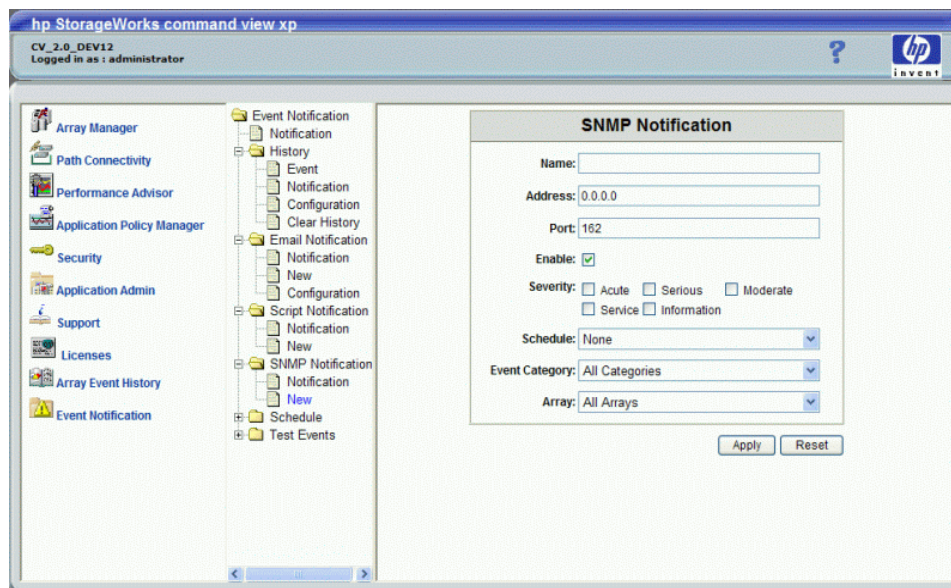 hp StorageWorks command view xp
CV_2.0_DEV12
Logged in as : administrator
?
hp
invent
Array Manager
Path Connectivity
Performance Advisor
Application Policy Manager
Security
Application Admin
Support
Licenses
Array Event History
Event Notification
Event Notification
Notification
History
Event
Notification
Configuration
Clear History
Email Notification
Notification
New
Configuration
Script Notification
Notification
New
SNMP Notification
Notification
New
Schedule
Test Events
SNMP Notification
Name:
Address: 0.0.0.0
Port: 162
Enable:
Severity: Acute Serious Moderate
Service Information
Schedule: None
Event Category: All Categories
Array: All Arrays
Apply Reset